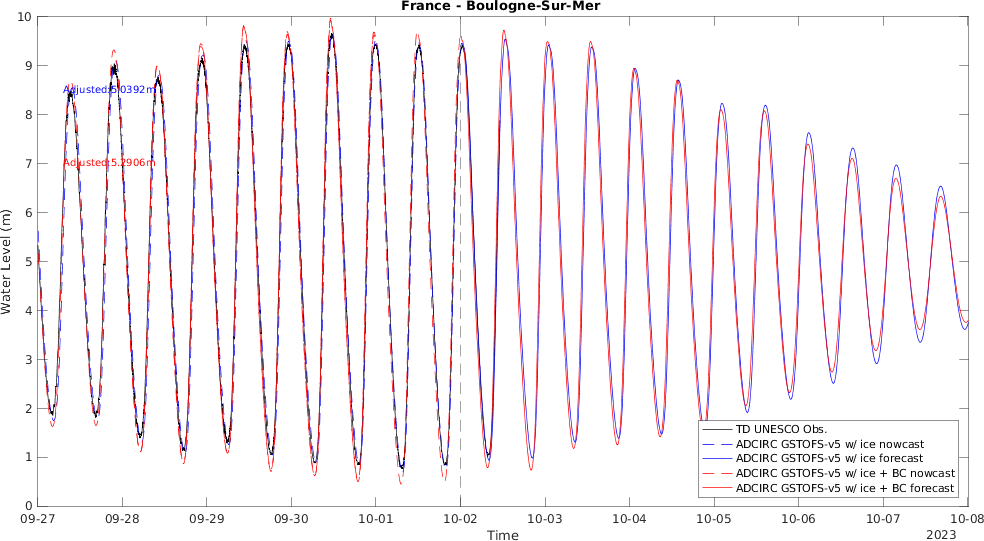 France - Boulogne-Sur-Mer
Water Level (m)
10
9
8
7
6
5
4
3
2
1
0
Adjusted:5.0392m
Adjusted:5.2906m
TD UNESCO Obs.
ADCIRC GSTOFS-v5 w/ ice nowcast
ADCIRC GSTOFS-v5 w/ ice forecast
ADCIRC GSTOFS-v5 w/ ice + BC nowcast
ADCIRC GSTOFS-v5 w/ ice + BC forecast
09-27 09-28 09-29 09-30 10-01 10-02 10-03 10-04 10-05 10-06 10-07 10-08
Time
2023